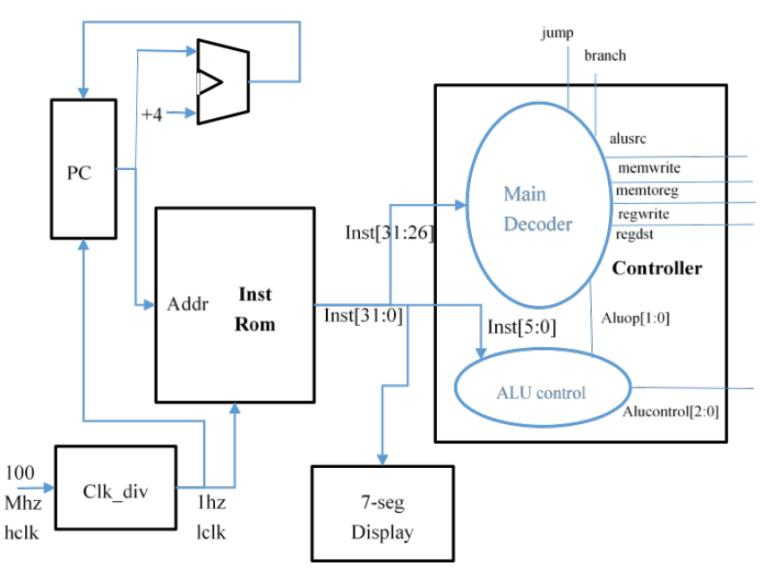 jump
branch
+4
PC
alusrc
memwrite
memtoreg
regwrite
regdst
Main
Decoder
Controller
Inst[31:26]
Addr
Inst
Rom
Inst[31:0]
Inst[5:0]
Aluop[1:0]
ALU control
Alucontrol[2:0]
100
Mhz
hclk
Clk_div
1hz
lclk
7-seg
Display